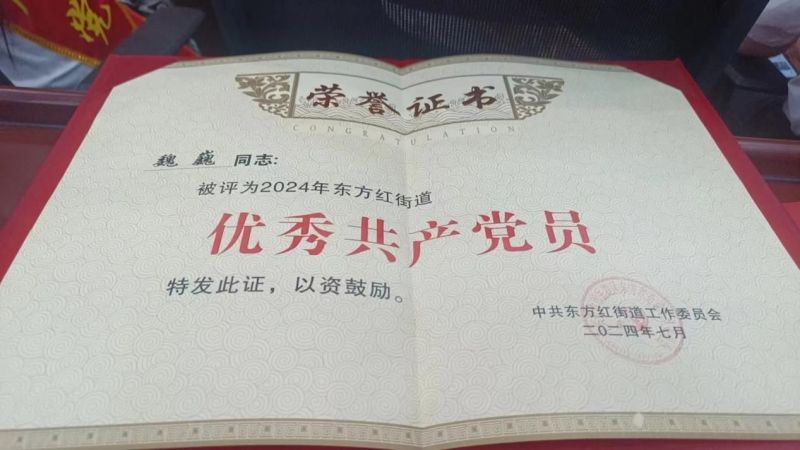 党
荣誉证书
CONGRATULATION
魏巍 同志:
被评为2024年东方红街道
优秀共产党员
特发此证，以资鼓励。
中共东方红街道工作委员会
二〇二四年七月